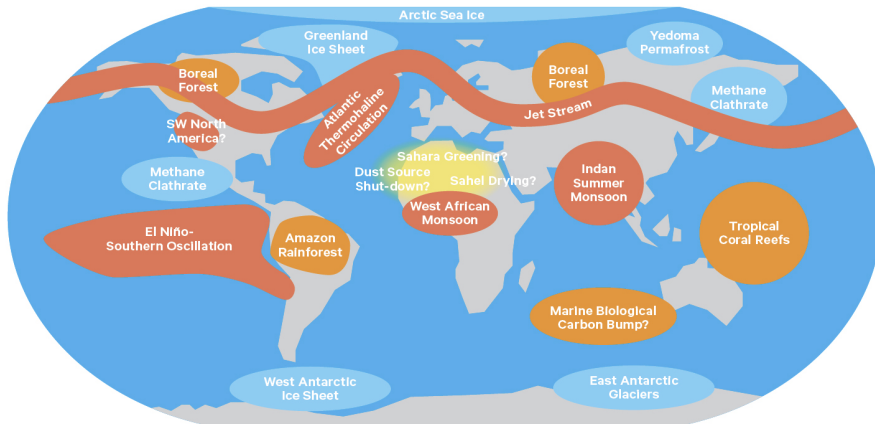 Arctic Sea Ice
Greenland
Ice Sheet
Yedoma
Permafrost
Boreal
Forest
Boreal
Forest
Methane
Clathrate
Jet Stream
Atlantic
Thermohaline
Circulation
SW North
America?
Methane
Clathrate
Sahara Greening?
Dust Source
Shut-down?
Sahel Drying?
Indan
Summer
Monsoon
West African
Monsoon
El Niño-
Southern Oscillation
Amazon
Rainforest
Tropical
Coral Reefs
Marine Biological
Carbon Bump?
West Antarctic
Ice Sheet
East Antarctic
Glaciers